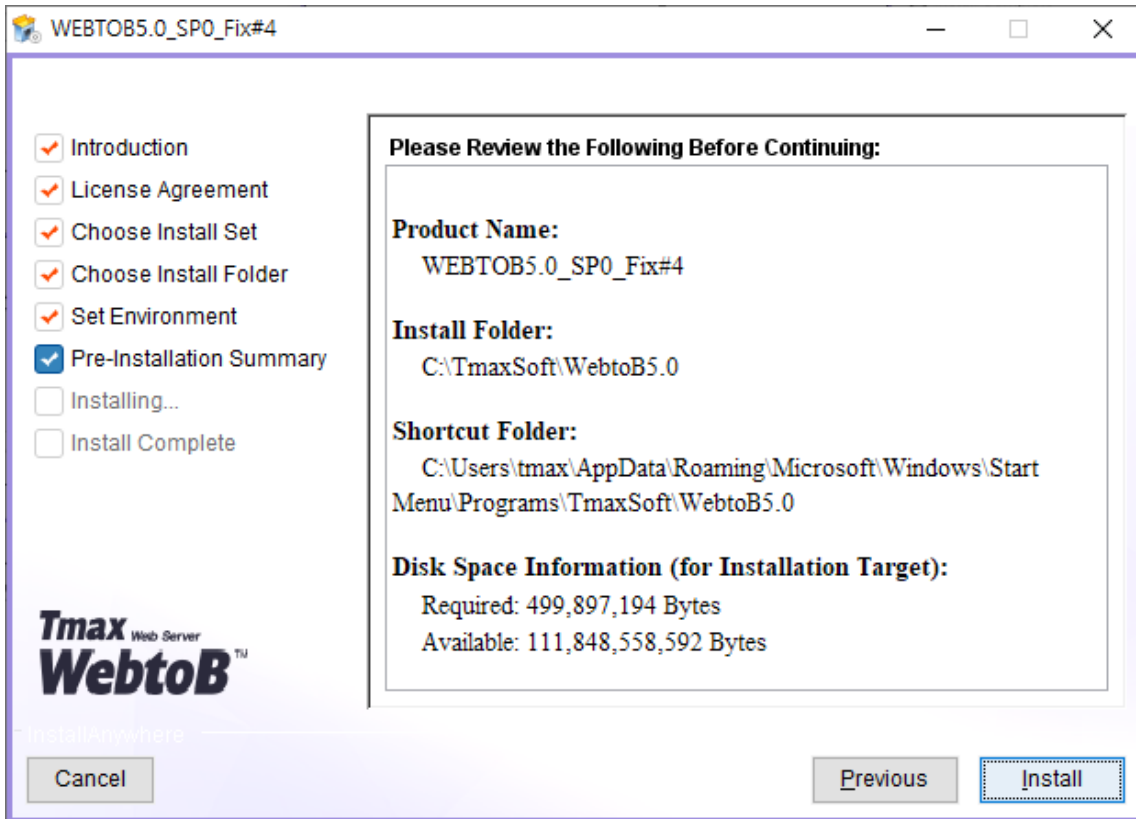 WEBTOB5.0_SP0_Fix#4
Introduction
License Agreement
Choose Install Set
Choose Install Folder
Set Environment
Pre-Installation Summary
Installing...
Install Complete
Please Review the Following Before Continuing:
Product Name:
WEBTOB5.0_SP0_Fix#4
Install Folder:
C:\TmaxSoft\WebtoB5.0
Shortcut Folder:
C:\Users\tmax\AppData\Roaming\Microsoft\Windows\Start
Menu\Programs\TmaxSoft\WebtoB5.0
Disk Space Information (for Installation Target):
Required: 499,897,194 Bytes
Available: 111,848,558,592 Bytes
Tmax Web Server
WebtoB™
InstallAnywhere
Cancel
Previous
Install